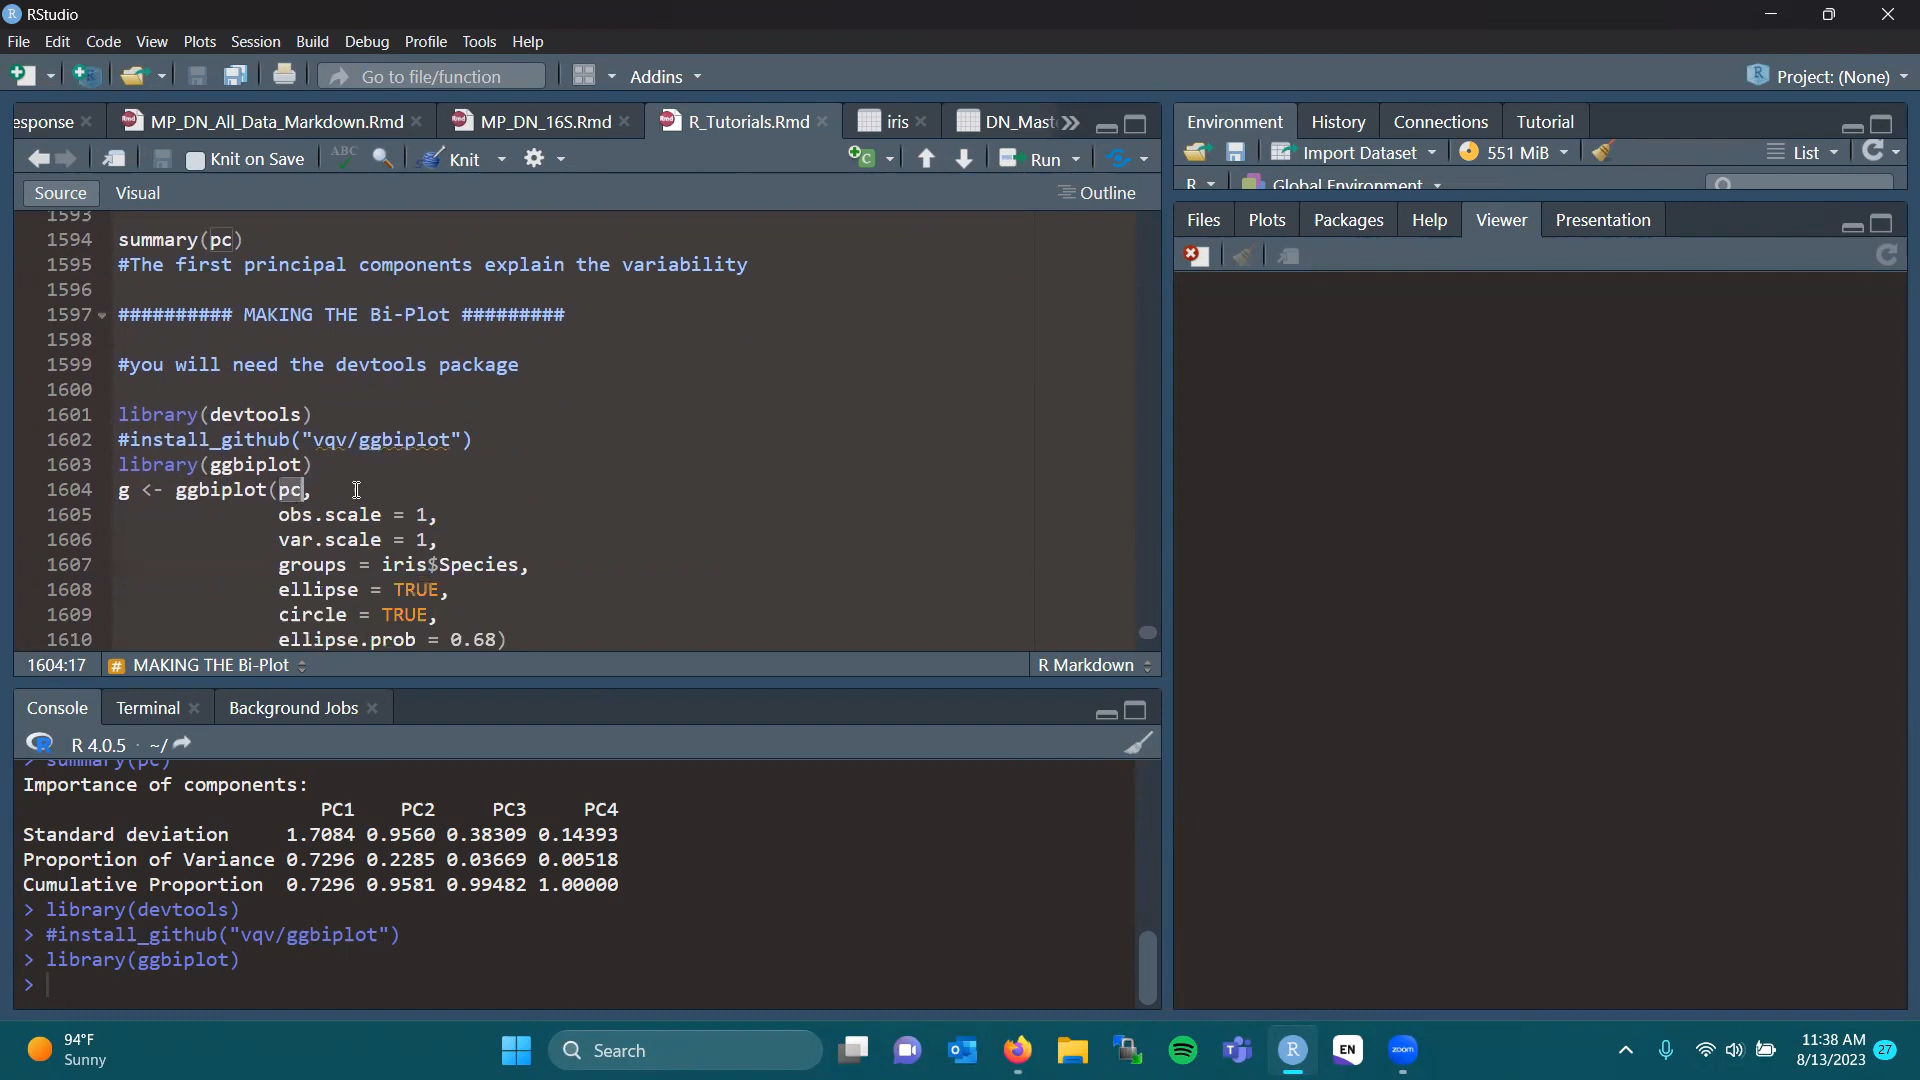 RStudio
File Edit Code View Plots Session Build Debug Profile Tools Help
Go to file/function Addins Project: (None)
esponse MP_DN_All_Data_Markdown.Rmd MP_DN_16S.Rmd R_Tutorials.Rmd iris DN_Mast
ABC Knit on Save Knit Run
Source Visual Outline
1593
1594 summary(pc)
1595 #The first principal components explain the variability
1596
1597 ########## MAKING THE Bi-Plot #########
1598
1599 #you will need the devtools package
1600
1601 library(devtools)
1602 #install_github("vqv/ggbiplot")
1603 library(ggbiplot)
1604 g <- ggbiplot(pc,
1605 obs.scale = 1,
1606 var.scale = 1,
1607 groups = iris$Species,
1608 ellipse = TRUE,
1609 circle = TRUE,
1610 ellipse.prob = 0.68)
1604:17 # MAKING THE Bi-Plot R Markdown
Console Terminal Background Jobs
R 4.0.5 · ~/
> summary(pc)
Importance of components:
PC1 PC2 PC3 PC4
Standard deviation 1.7084 0.9560 0.38309 0.14393
Proportion of Variance 0.7296 0.2285 0.03669 0.00518
Cumulative Proportion 0.7296 0.9581 0.99482 1.00000
> library(devtools)
> #install_github("vqv/ggbiplot")
> library(ggbiplot)
>
Environment History Connections Tutorial
Import Dataset 551 MiB List
R Global Environment
Files Plots Packages Help Viewer Presentation
94°F
Sunny
Search
EN
zoom
11:38 AM
8/13/2023
27